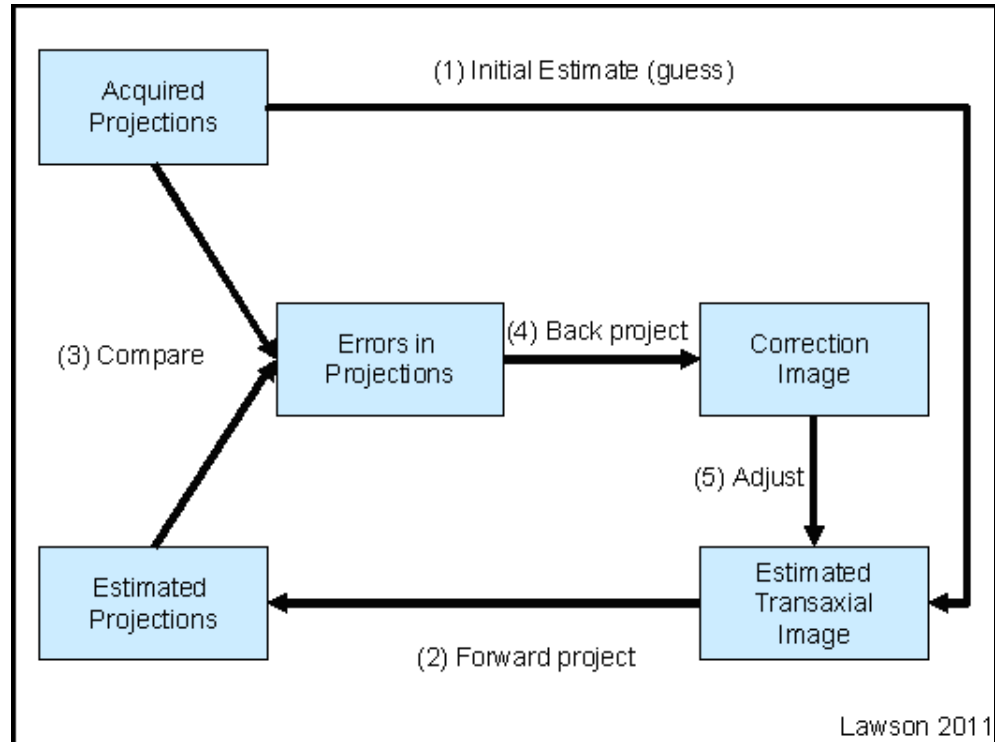 (1) Initial Estimate (guess)
Acquired
Projections
(3) Compare
Errors in
Projections
(4) Back project
Correction
Image
(5) Adjust
Estimated
Projections
(2) Forward project
Estimated
Transaxial
Image
Lawson 2011